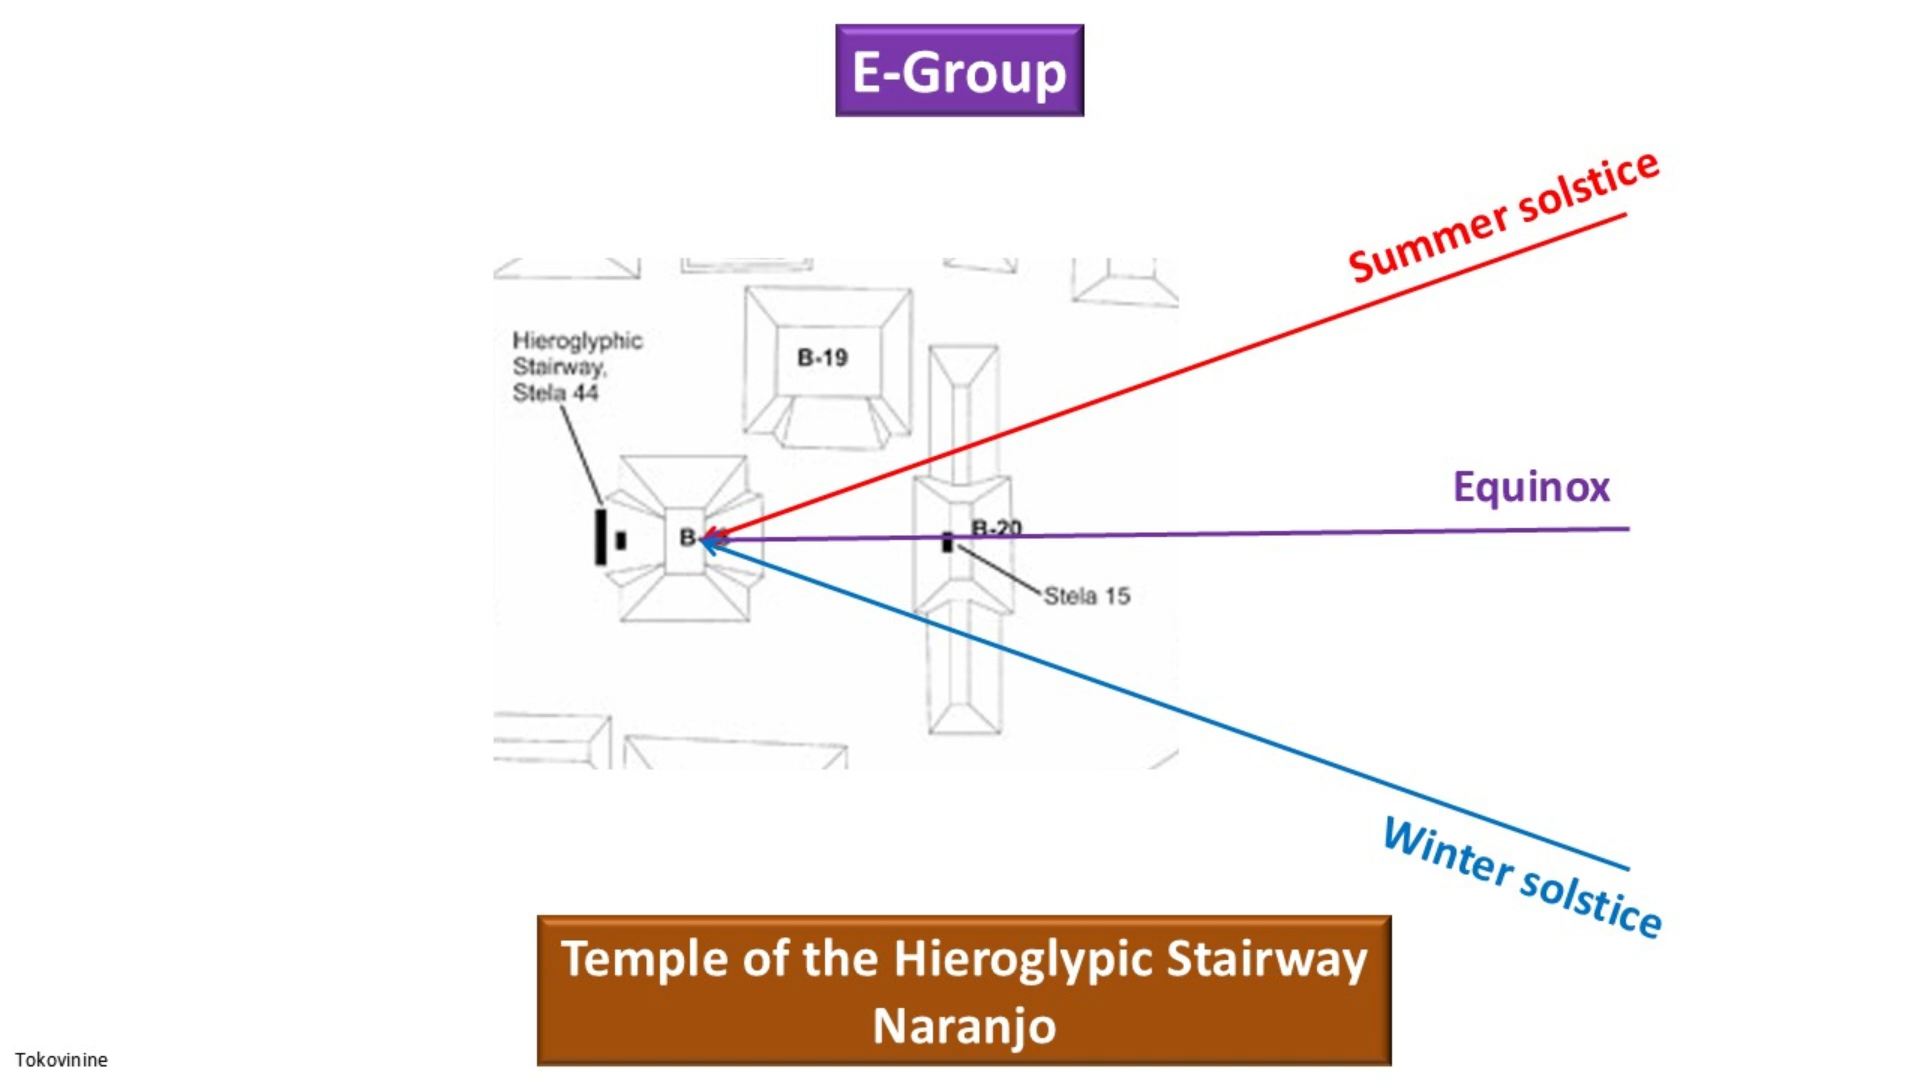 E-Group
Summer solstice
Hieroglyphic
Stairway,
Stela 44
B-19
Equinox
B-20
B-
Stela 15
Winter solstice
Temple of the Hieroglypic Stairway
Naranjo
Tokovinine